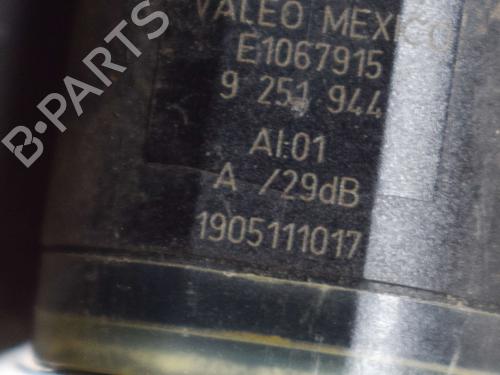 VALEO MEXICO
E1067915
9 251 944
AI:01
A /29dB
1905111017
B-PARTS